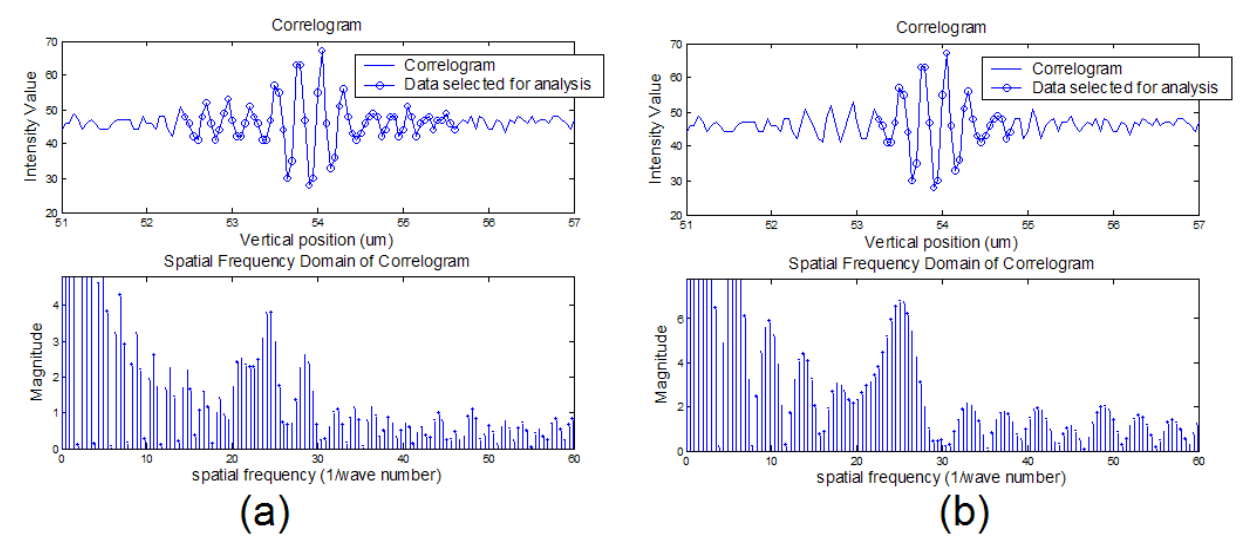 Correlogram
70
60
50
40
30
20
Intensity Value
Correlogram
Data selected for analysis
51 52 53 54 55 56 57
Vertical position (um)
Spatial Frequency Domain of Correlogram
4
3
2
1
0
Magnitude
0 10 20 30 40 50 60
spatial frequency (1/wave number)
(a)
Correlogram
70
60
50
40
30
20
Intensity Value
Correlogram
Data selected for analysis
51 52 53 54 55 56 57
Vertical position (um)
Spatial Frequency Domain of Correlogram
6
4
2
0
Magnitude
0 10 20 30 40 50 60
spatial frequency (1/wave number)
(b)